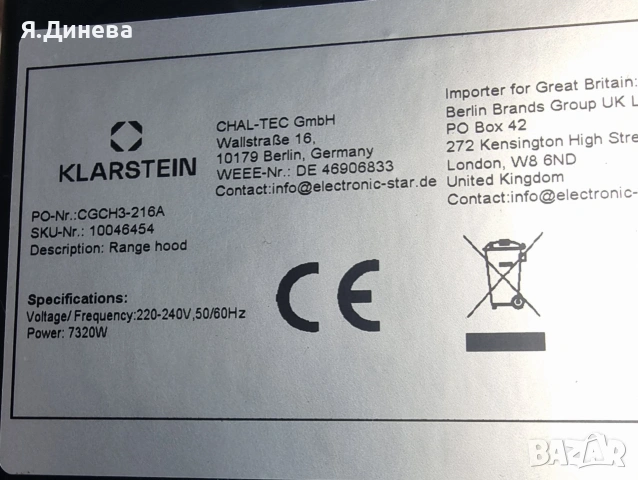 Я.Динева
KLARSTEIN
CHAL-TEC GmbH
Wallstraße 16,
10179 Berlin, Germany
WEEE-Nr.: DE 46906833
Contact:info@electronic-star.de
Importer for Great Britain:
Berlin Brands Group UK L
PO Box 42
272 Kensington High Stre
London, W8 6ND
United Kingdom
Contact:info@electronic-
PO-Nr.:CGCH3-216A
SKU-Nr.: 10046454
Description: Range hood
Specifications:
Voltage/ Frequency:220-240V,50/60Hz
Power: 7320W
CE
BAZAR